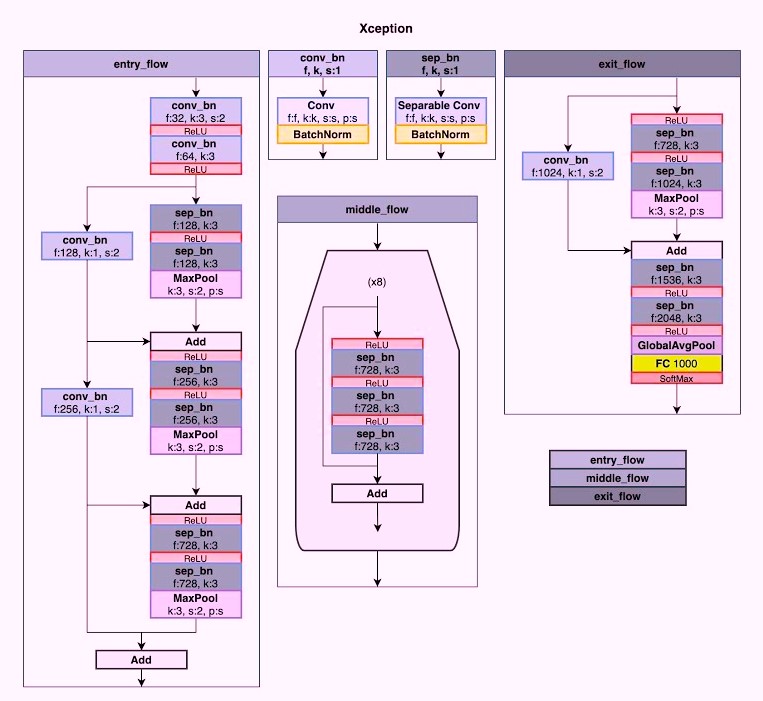 Xception
entry_flow
conv_bn
f:32, k:3, s:2
ReLU
conv_bn
f:64, k:3
ReLU
sep_bn
f:128, k:3
ReLU
sep_bn
f:128, k:3
MaxPool
k:3, s:2, p:s
conv_bn
f:128, k:1, s:2
Add
ReLU
sep_bn
f:256, k:3
ReLU
sep_bn
f:256, k:3
MaxPool
k:3, s:2, p:s
conv_bn
f:256, k:1, s:2
Add
ReLU
sep_bn
f:728, k:3
ReLU
sep_bn
f:728, k:3
MaxPool
k:3, s:2, p:s
Add
conv_bn
f, k, s:1
Conv
f:f, k:k, s:s, p:s
BatchNorm
sep_bn
f, k, s:1
Separable Conv
f:f, k:k, s:s, p:s
BatchNorm
middle_flow
(x8)
ReLU
sep_bn
f:728, k:3
ReLU
sep_bn
f:728, k:3
ReLU
sep_bn
f:728, k:3
Add
exit_flow
ReLU
sep_bn
f:728, k:3
ReLU
sep_bn
f:1024, k:3
MaxPool
k:3, s:2, p:s
conv_bn
f:1024, k:1, s:2
Add
sep_bn
f:1536, k:3
ReLU
sep_bn
f:2048, k:3
ReLU
GlobalAvgPool
FC 1000
SoftMax
entry_flow
middle_flow
exit_flow